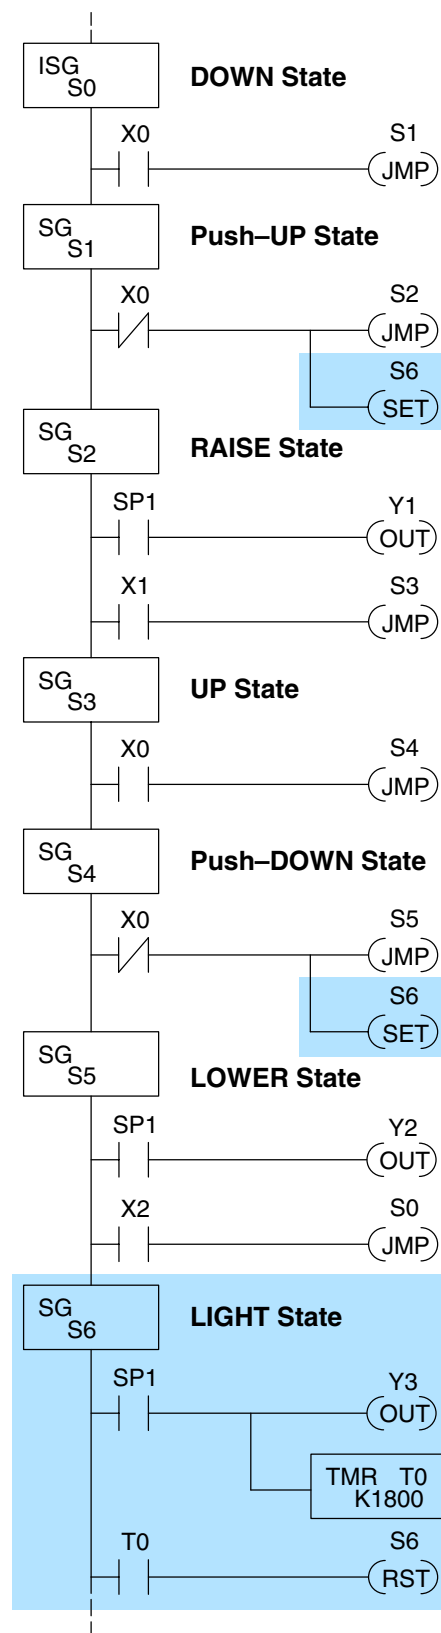 ISG
S0
DOWN State
X0
S1
JMP
SG
S1
Push–UP State
X0
S2
JMP
S6
SET
SG
S2
RAISE State
SP1
Y1
OUT
X1
S3
JMP
SG
S3
UP State
X0
S4
JMP
SG
S4
Push–DOWN State
X0
S5
JMP
S6
SET
SG
S5
LOWER State
SP1
Y2
OUT
X2
S0
JMP
SG
S6
LIGHT State
SP1
Y3
OUT
TMR T0
K1800
T0
S6
RST